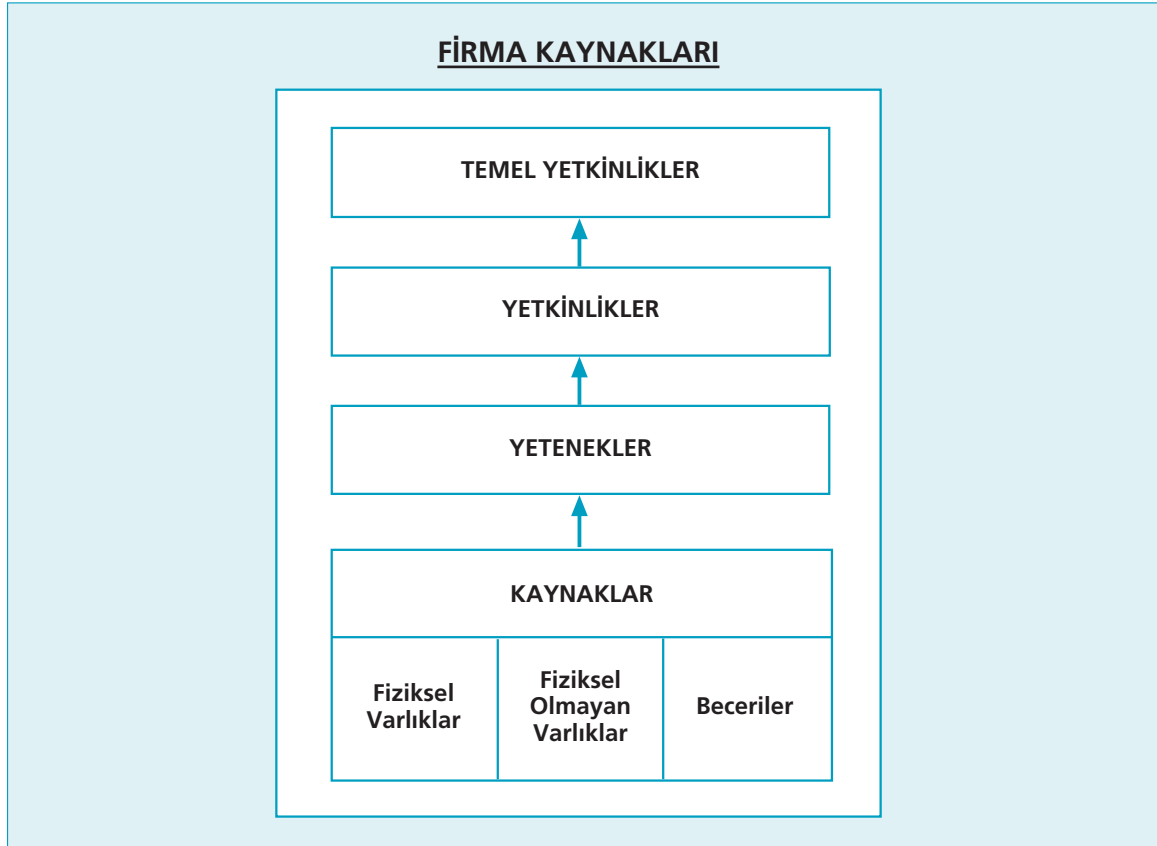 FİRMA KAYNAKLARI
TEMEL YETKİNLİKLER
YETKİNLİKLER
YETENEKLER
KAYNAKLAR
Fiziksel
Varlıklar
Fiziksel
Olmayan
Varlıklar
Beceriler